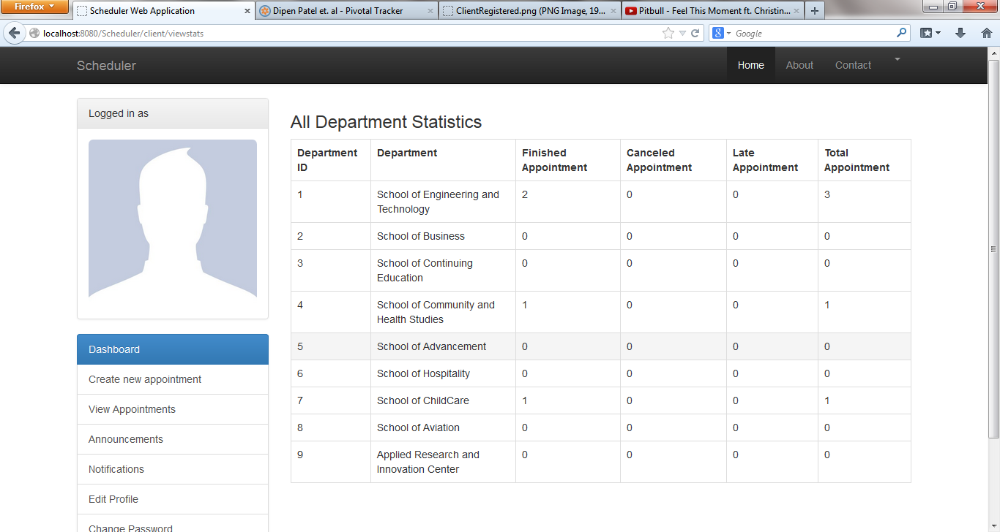 Firefox
Scheduler Web Application
Dipen Patel et. al - Pivotal Tracker
ClientRegistered.png (PNG Image, 19...
Pitbull - Feel This Moment ft. Christin...
localhost:8080/Scheduler/client/viewstats
8
Google
Scheduler
Home About Contact
Logged in as
Dashboard
Create new appointment
View Appointments
Announcements
Notifications
Edit Profile
Change Password
All Department Statistics
Department ID Department Finished Appointment Canceled Appointment Late Appointment Total Appointment
1 School of Engineering and Technology 2 0 0 3
2 School of Business 0 0 0 0
3 School of Continuing Education 0 0 0 0
4 School of Community and Health Studies 1 0 0 1
5 School of Advancement 0 0 0 0
6 School of Hospitality 0 0 0 0
7 School of ChildCare 1 0 0 1
8 School of Aviation 0 0 0 0
9 Applied Research and Innovation Center 0 0 0 0